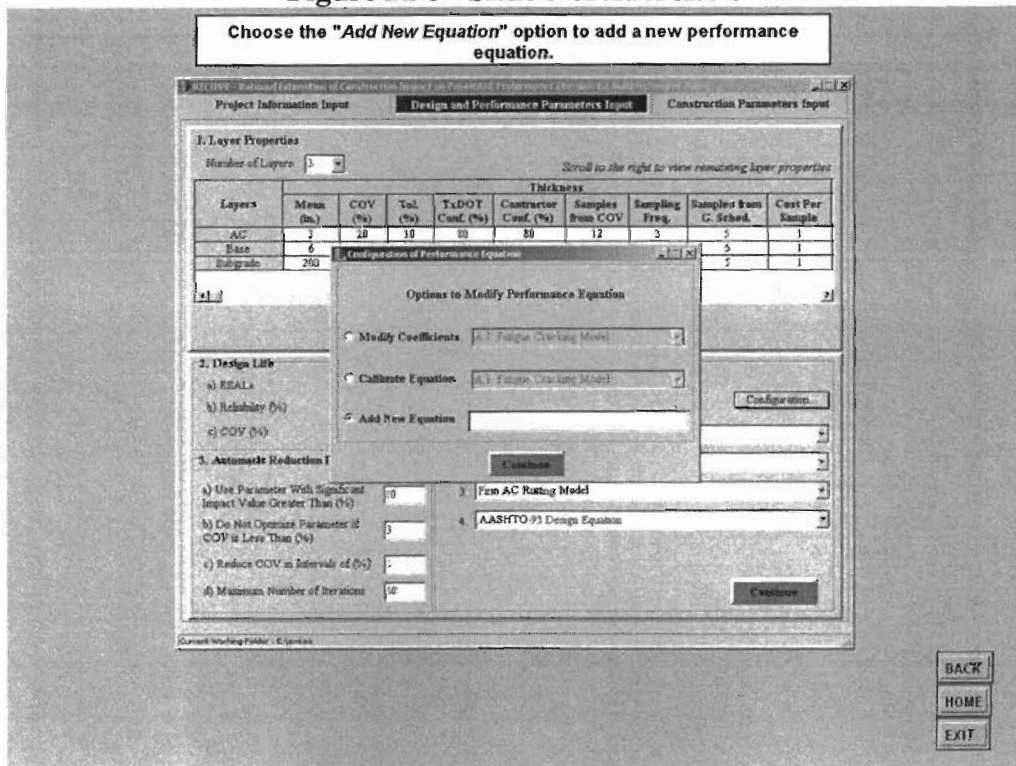 Choose the "Add New Equation" option to add a new performance
equation.
Project Information Input Design and Performance Parameters Input Construction Parameters Input
1. Layer Properties
Number of Layers 3
Scroll to the right to view remaining layer properties
Thickness
Layers Mean (in.) COV (%) Tol. (%) TxDOT Conf. (%) Contractor Conf. (%) Samples from COV Sampling Freq. Samples from G. Sched. Cost Per Sample
AC 3 20 10 80 80 12 3 5 1
Base 6 5 1
Subgrade 200 5 1
Configuration of Performance Equation
Options to Modify Performance Equation
Modify Coefficients A.I. Fatigue Cracking Model
Calibrate Equation A.I. Fatigue Cracking Model
Add New Equation
Continue
2. Design Life
a) ESALs
b) Reliability (%)
c) COV (%)
Configuration...
3. Automatic Reduction
a) Use Parameter With Significant
Impact Value Greater Than (%) 10
b) Do Not Optimize Parameter if
COV is Less Than (%) 3
c) Reduce COV in Intervals of (%)
d) Maximum Number of Iterations 50
3. Finn AC Rutting Model
4. AASHTO-93 Design Equation
Continue
Current Working Folder :
BACK
HOME
EXIT